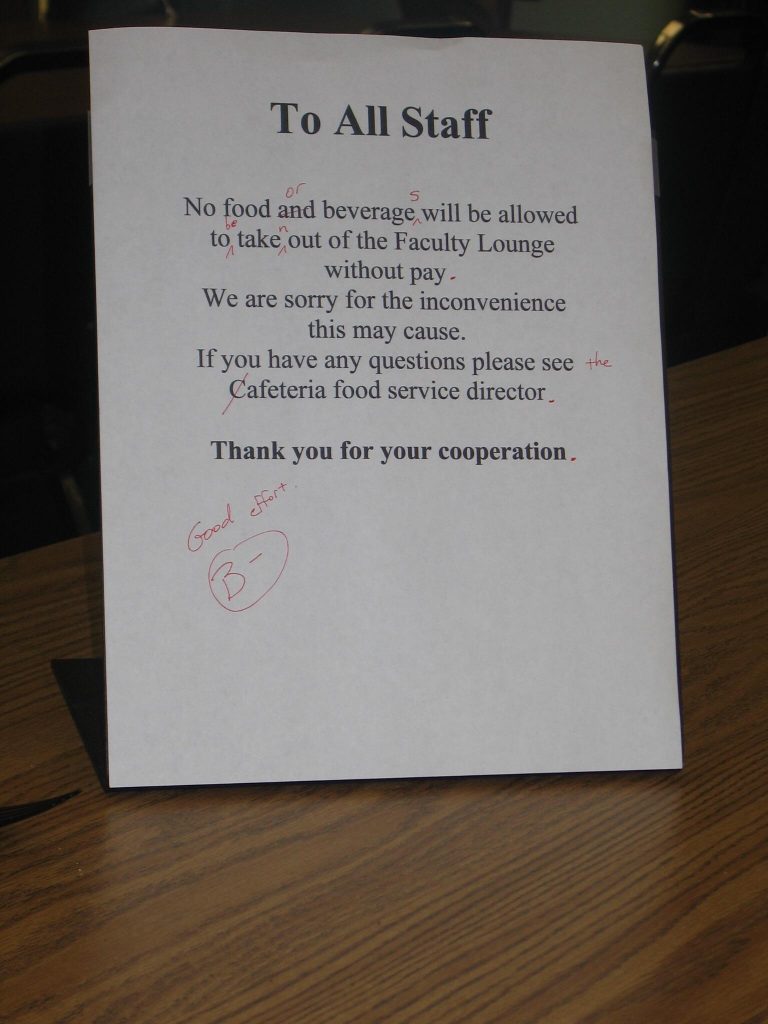 To All Staff
or s
No food and beverage will be allowed
be n
to take out of the Faculty Lounge
without pay.
We are sorry for the inconvenience
this may cause.
If you have any questions please see the
Cafeteria food service director.
Thank you for your cooperation.
Good effort.
B-